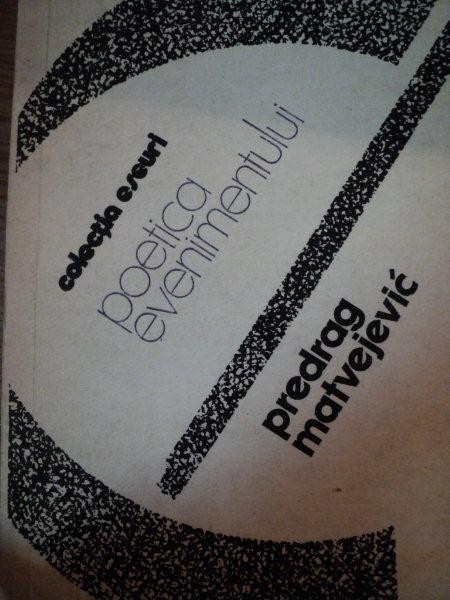 colecția eseuri
poetica
evenimentului
predrag
matvejević